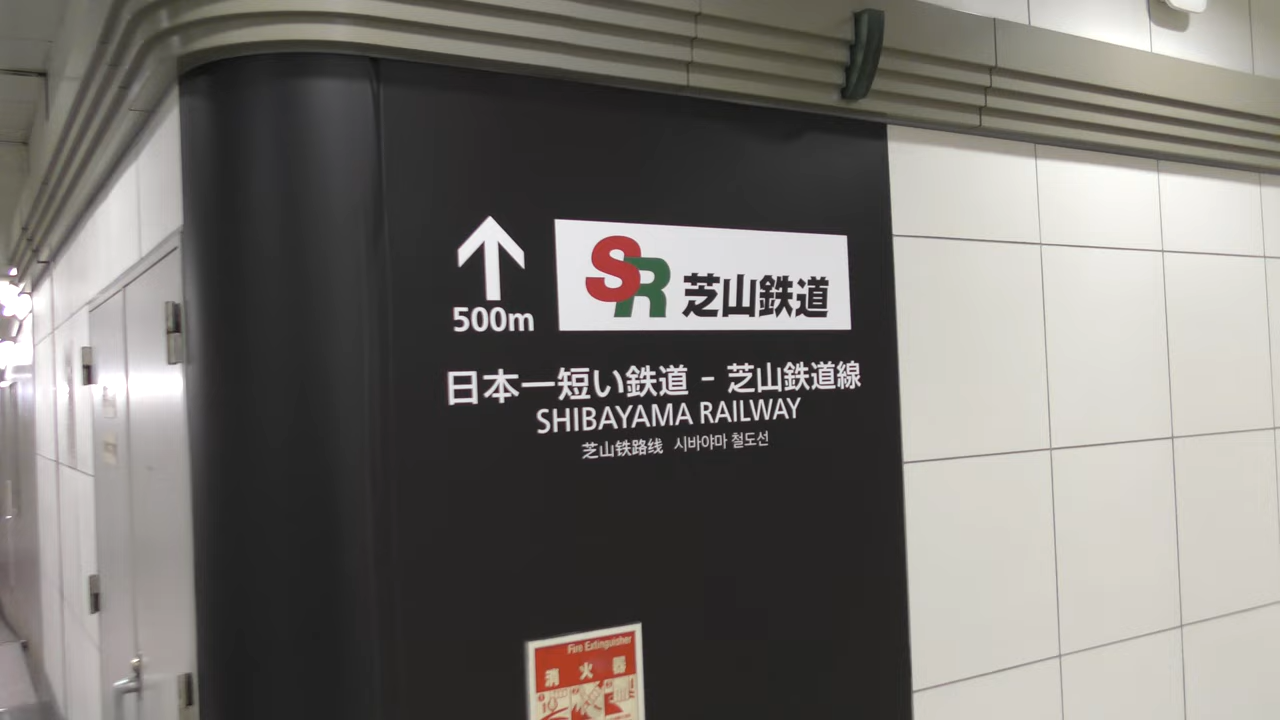 500m
SR 芝山鉄道
日本一短い鉄道 - 芝山鉄道線
SHIBAYAMA RAILWAY
芝山铁路线 시바야마 철도선
Fire Extinguisher
消火器